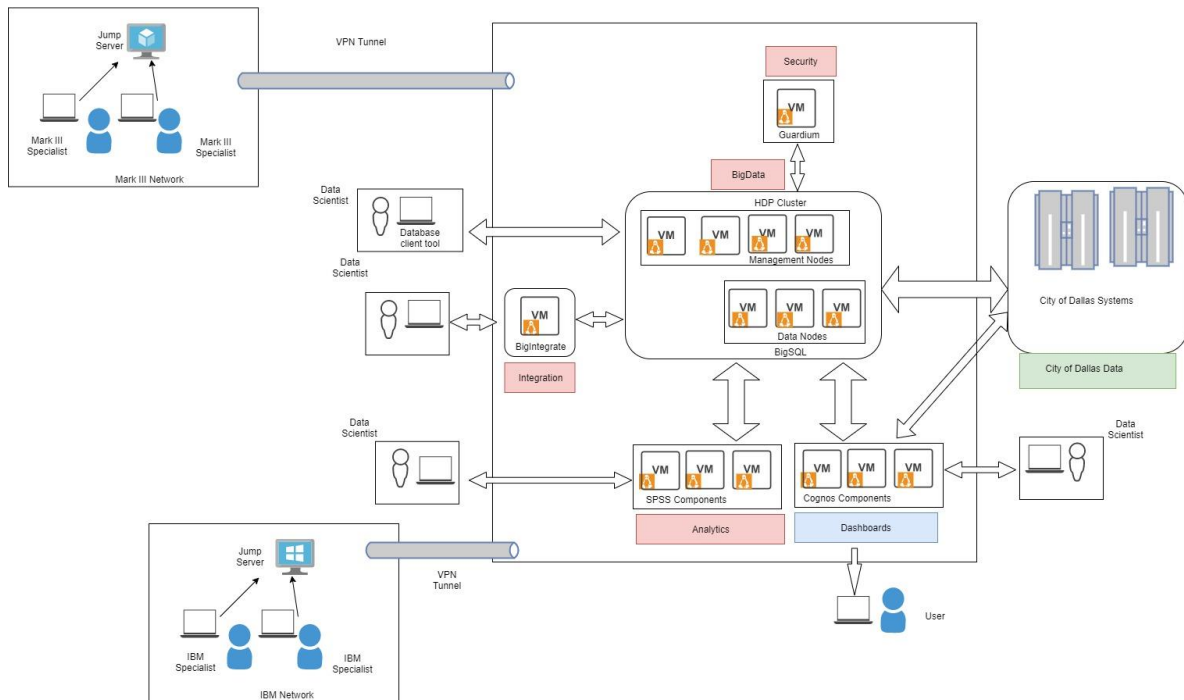 Jump
Server
Mark III
Specialist
Mark III
Specialist
Mark III Network
VPN Tunnel
Security
VM
Guardium
BigData
HDP Cluster
VM
VM
VM
VM
Management Nodes
VM
VM
VM
Data Nodes
BigSQL
Data
Scientist
Database
client tool
Data
Scientist
VM
BigIntegrate
Integration
City of Dallas Systems
City of Dallas Data
Data
Scientist
VM
VM
VM
SPSS Components
Analytics
VM
VM
VM
Cognos Components
Dashboards
Data
Scientist
User
Jump
Server
VPN
Tunnel
IBM
Specialist
IBM
Specialist
IBM Network